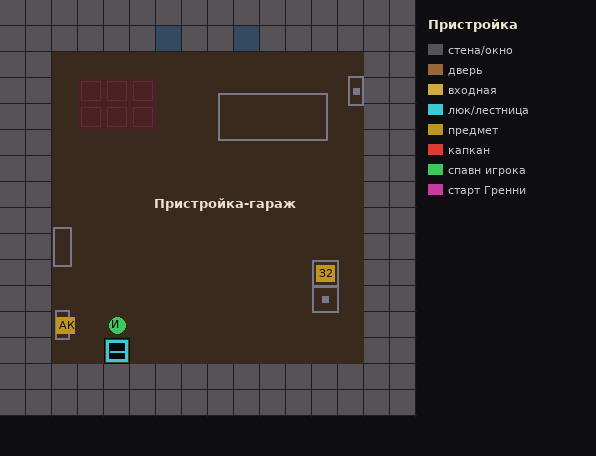 Пристройка
стена/окно
дверь
входная
люк/лестница
предмет
капкан
спавн игрока
старт Гренни
Пристройка-гараж
32
АК
И